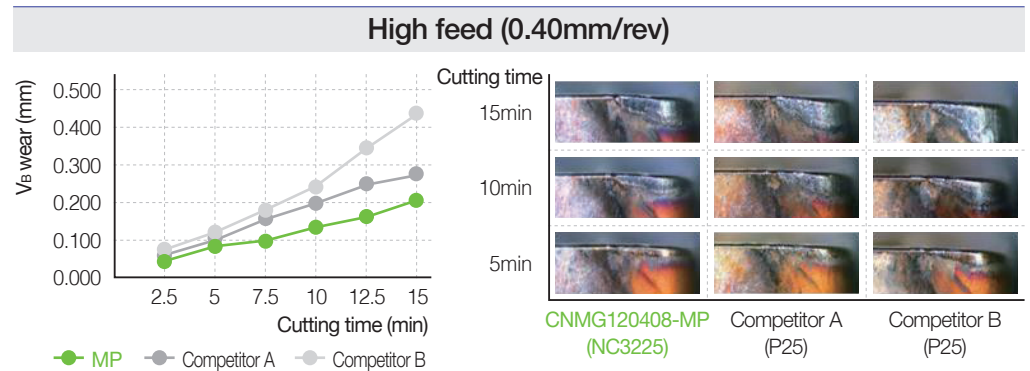 High feed (0.40mm/rev)
VB wear (mm)
0.500
0.400
0.300
0.200
0.100
0.000
2.5 5 7.5 10 12.5 15
Cutting time (min)
MP Competitor A Competitor B
Cutting time
15min
10min
5min
CNMG120408-MP
(NC3225)
Competitor A
(P25)
Competitor B
(P25)